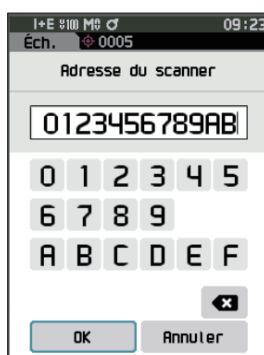 I+E 100 M 09:23
Éch. 0005
Adresse du scanner
0123456789AB
0 1 2 3 4 5
6 7 8 9
A B C D E F
OK Annuler